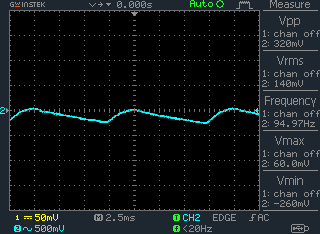 GWINSTEK 0.000s Auto Measure
Vpp
1: chan off
2: 320mV
Vrms
1: chan off
2: 140mV
Frequency
1: chan off
2: 94.97Hz
Vmax
1: chan off
2: 60.0mV
Vmin
1: chan off
2: -260mV
2
1 50mV M 2.5ms T CH2 EDGE AC
2 500mV F <20Hz